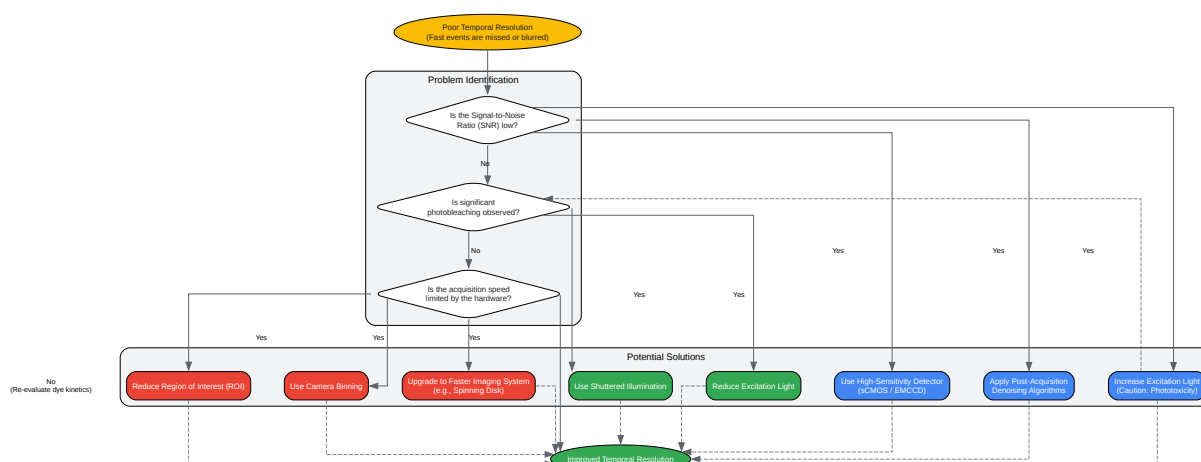 Poor Temporal Resolution
(Fast events are missed or blurred)
Problem Identification
Is the Signal-to-Noise
Ratio (SNR) low?
No
Is significant
photobleaching observed?
No
Yes
Yes
Yes
Is the acquisition speed
limited by the hardware?
Yes
Yes
Yes
Yes
Yes
Potential Solutions
No
(Re-evaluate dye kinetics)
Reduce Region of Interest (ROI)
Use Camera Binning
Upgrade to Faster Imaging System
(e.g., Spinning Disk)
Use Shuttered Illumination
Reduce Excitation Light
Use High-Sensitivity Detector
(sCMOS / EMCCD)
Apply Post-Acquisition
Denoising Algorithms
Increase Excitation Light
(Caution: Phototoxicity)
Improved Temporal Resolution